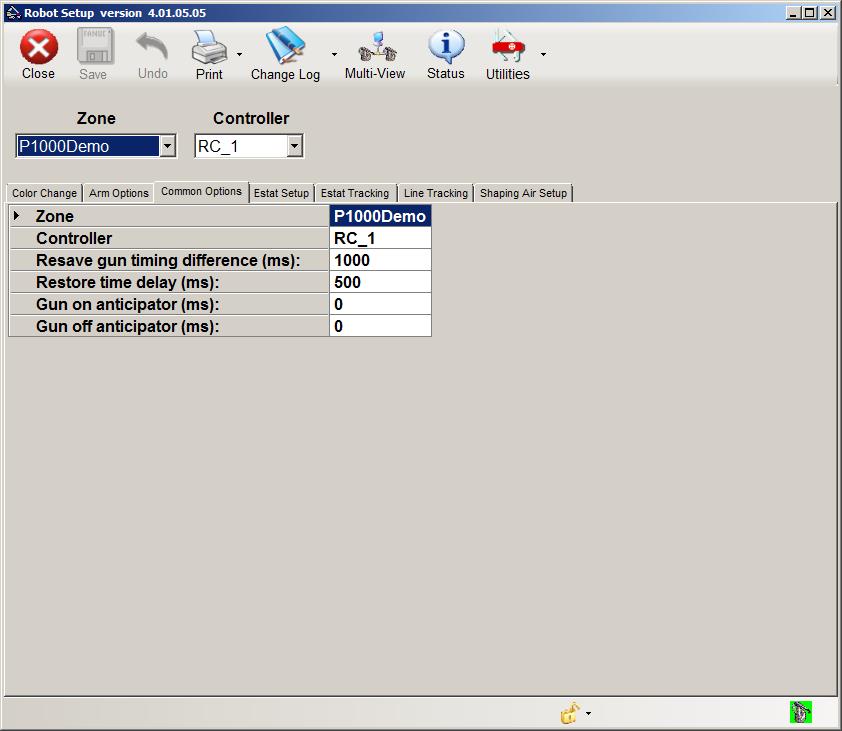 Robot Setup version 4.01.05.05
FANUC
Close Save Undo Print Change Log Multi-View Status Utilities
Zone Controller
P1000Demo RC_1
Color Change Arm Options Common Options Estat Setup Estat Tracking Line Tracking Shaping Air Setup
Zone P1000Demo
Controller RC_1
Resave gun timing difference (ms): 1000
Restore time delay (ms): 500
Gun on anticipator (ms): 0
Gun off anticipator (ms): 0